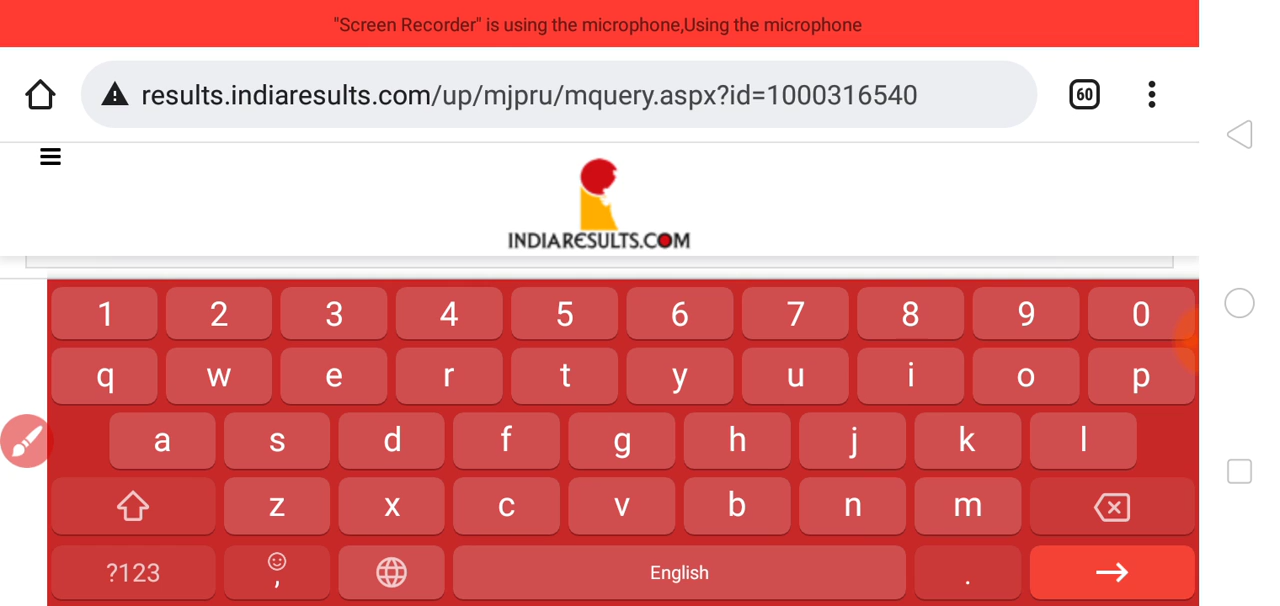 "Screen Recorder" is using the microphone,Using the microphone
results.indiaresults.com/up/mjpru/mquery.aspx?id=1000316540
60
INDIARESULTS.COM
1 2 3 4 5 6 7 8 9 0
q w e r t y u i o p
a s d f g h j k l
z x c v b n m
?123 , English .